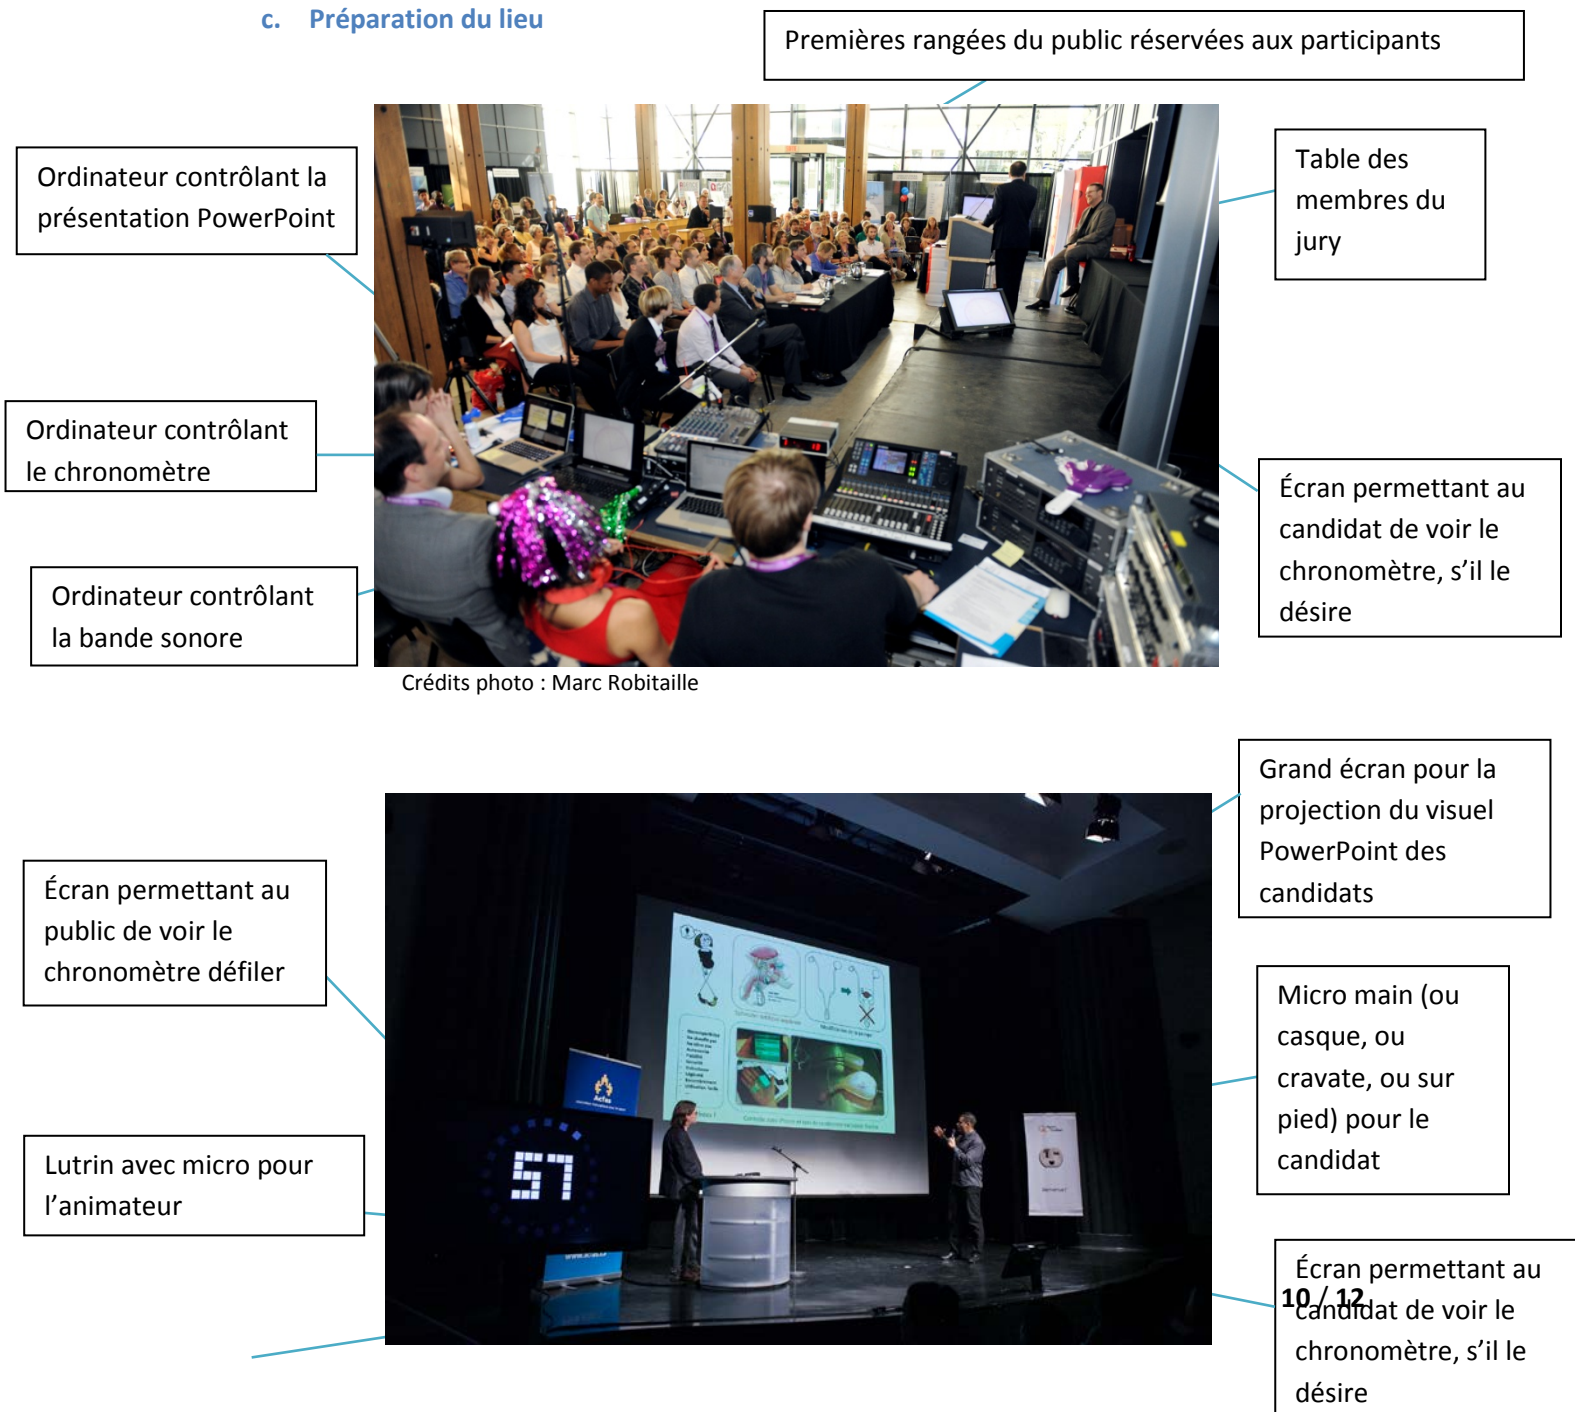 c. Préparation du lieu
Premières rangées du public réservées aux participants
Ordinateur contrôlant la
présentation PowerPoint
Table des
membres du
jury
Ordinateur contrôlant
le chronomètre
Écran permettant au
candidat de voir le
chronomètre, s’il le
désire
Ordinateur contrôlant
la bande sonore
Crédits photo : Marc Robitaille
Grand écran pour la
projection du visuel
PowerPoint des
candidats
Écran permettant au
public de voir le
chronomètre défiler
Micro main (ou
casque, ou
cravate, ou sur
pied) pour le
candidat
Lutrin avec micro pour
l’animateur
Acfas
57
Écran permettant au
candidat de voir le
chronomètre, s’il le
désire
10 / 12